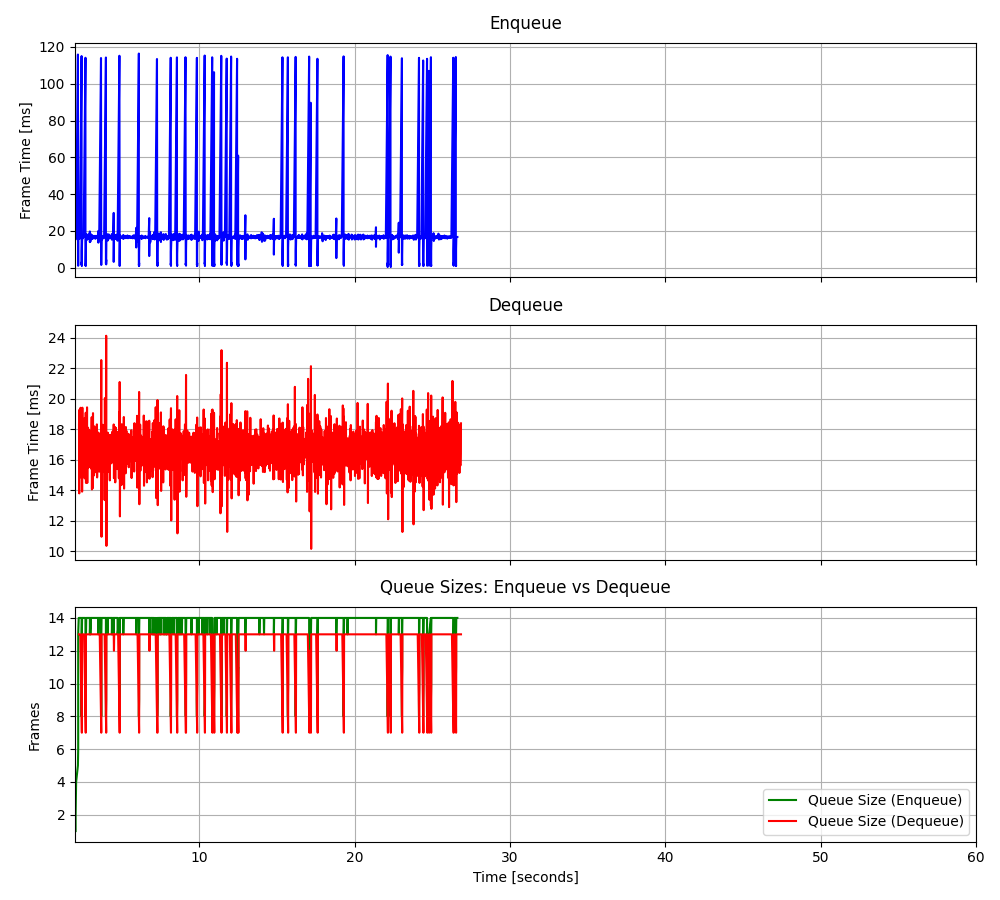 Enqueue
120
100
80
60
40
20
0
Frame Time [ms]
Dequeue
24
22
20
18
16
14
12
10
Frame Time [ms]
Queue Sizes: Enqueue vs Dequeue
14
12
10
8
6
4
2
Frames
Queue Size (Enqueue)
Queue Size (Dequeue)
10 20 30 40 50 60
Time [seconds]